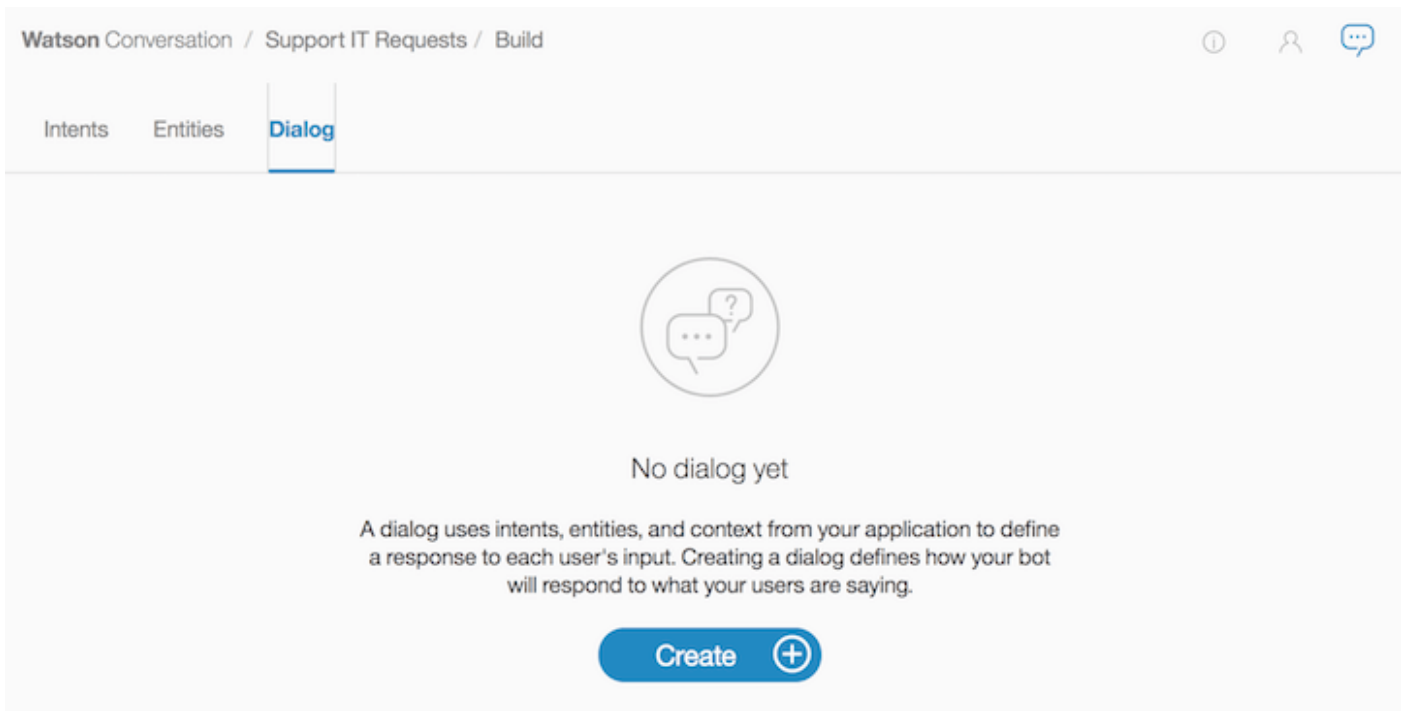 Watson Conversation / Support IT Requests / Build
Intents Entities Dialog
?
No dialog yet
A dialog uses intents, entities, and context from your application to define
a response to each user's input. Creating a dialog defines how your bot
will respond to what your users are saying.
Create